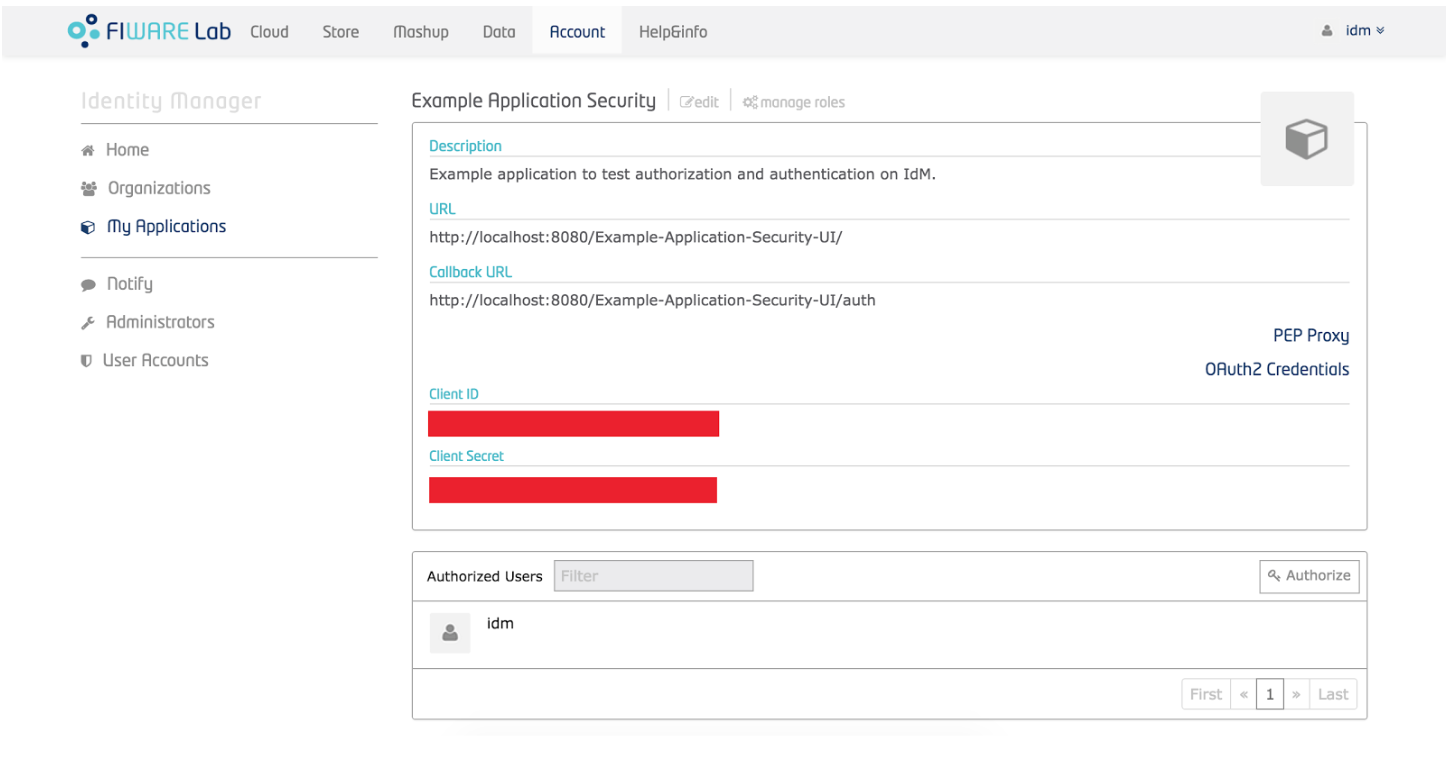 FIWARE Lab Cloud Store Mashup Data Account Help&info idm
Identity Manager
Home
Organizations
My Applications
Notify
Administrators
User Accounts
Example Application Security edit manage roles
Description
Example application to test authorization and authentication on IdM.
URL
http://localhost:8080/Example-Application-Security-UI/
Callback URL
http://localhost:8080/Example-Application-Security-UI/auth
PEP Proxy
OAuth2 Credentials
Client ID
Client Secret
Authorized Users Filter Authorize
idm
First « 1 » Last